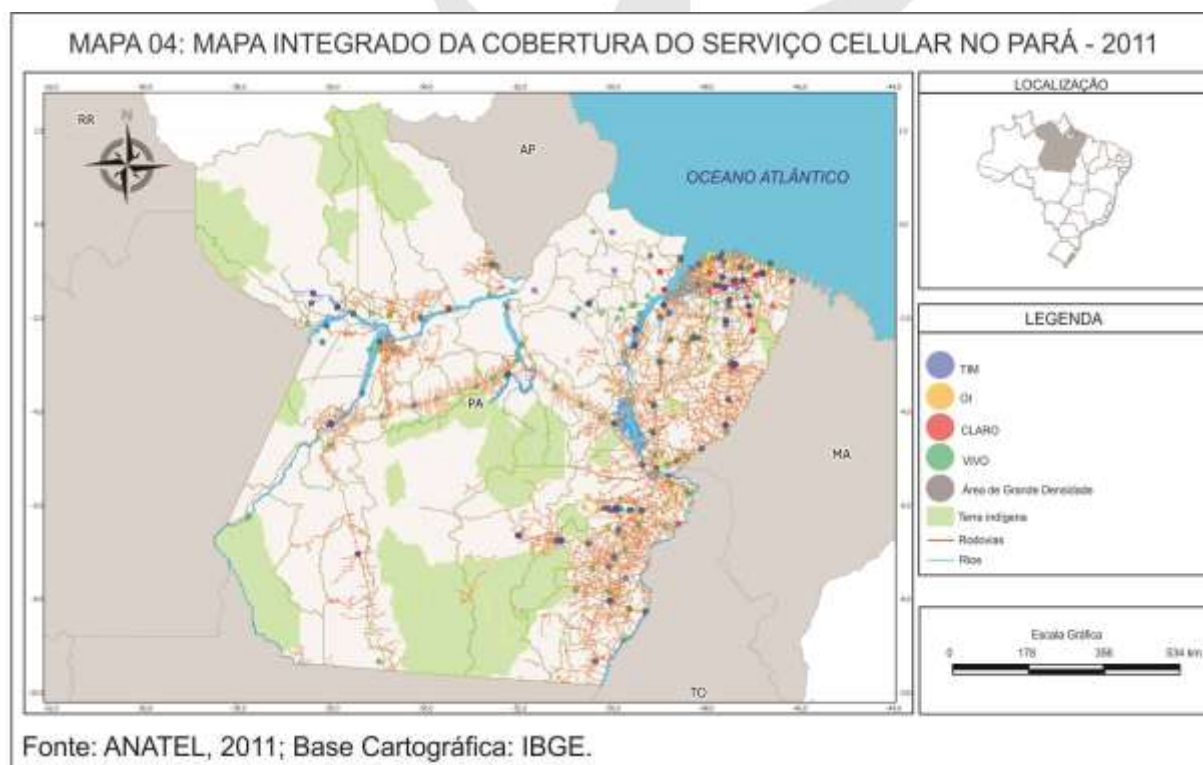 MAPA 04: MAPA INTEGRADO DA COBERTURA DO SERVIÇO CELULAR NO PARÁ - 2011
RR
N
AP
OCEANO ATLÂNTICO
PA
MA
TO
LOCALIZAÇÃO
LEGENDA
TIM
OI
CLARO
VIVO
Área de Grande Densidade
Terra indígena
Rodovias
Rios
Escala Gráfica
0 178 356 534 km
Fonte: ANATEL, 2011; Base Cartográfica: IBGE.